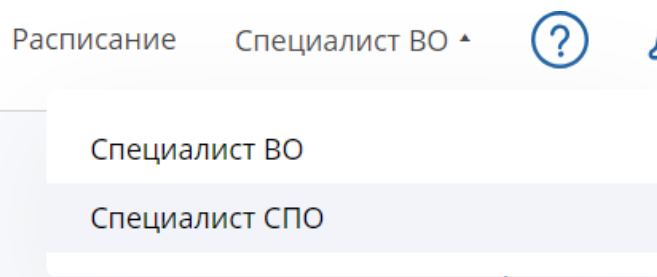 Расписание Специалист ВО
Специалист ВО
Специалист СПО